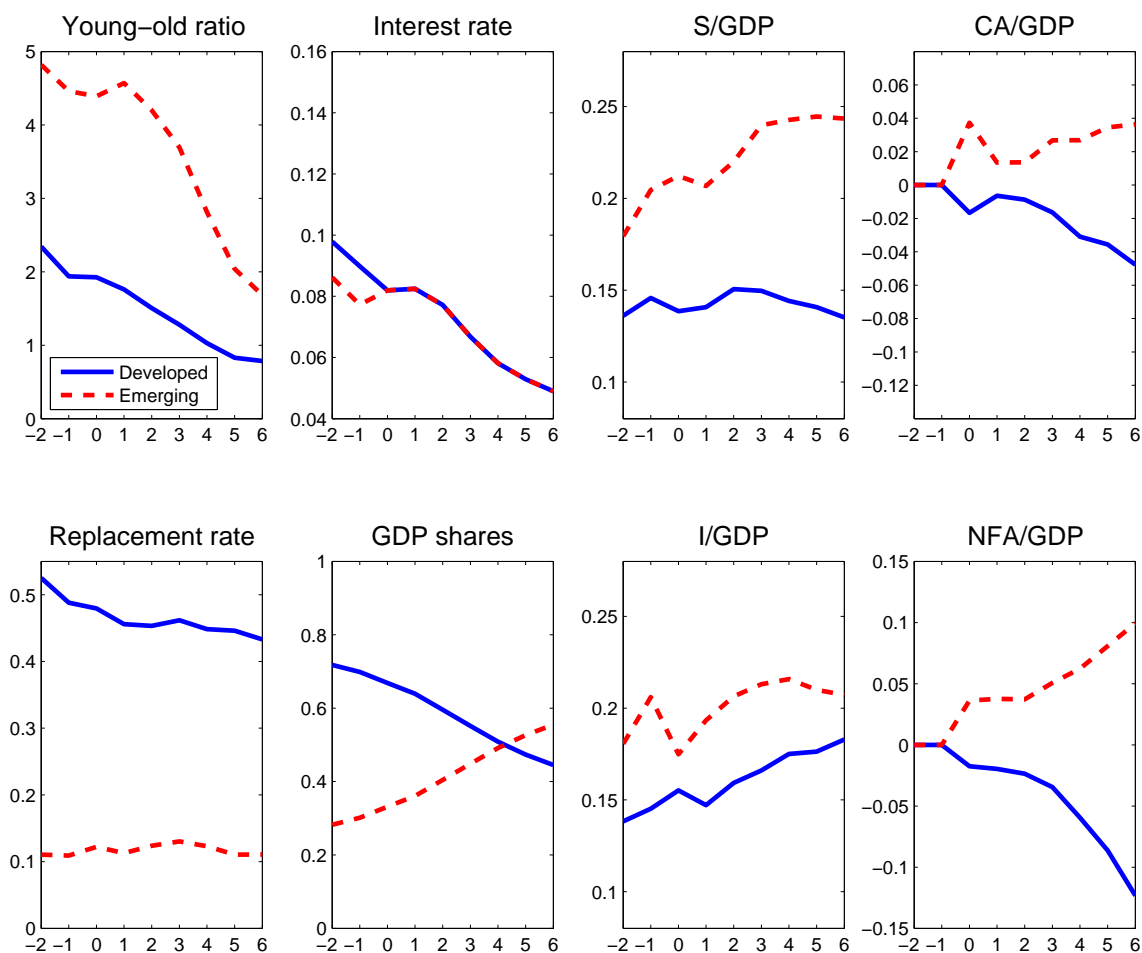 Young−old ratio
5
4
3
2
1
0
Developed
Emerging
−2 −1 0 1 2 3 4 5 6
Interest rate
0.16
0.14
0.12
0.1
0.08
0.06
0.04
−2 −1 0 1 2 3 4 5 6
S/GDP
0.25
0.2
0.15
0.1
−2 −1 0 1 2 3 4 5 6
CA/GDP
0.06
0.04
0.02
0
−0.02
−0.04
−0.06
−0.08
−0.1
−0.12
−2 −1 0 1 2 3 4 5 6
Replacement rate
0.5
0.4
0.3
0.2
0.1
0
−2 −1 0 1 2 3 4 5 6
GDP shares
1
0.8
0.6
0.4
0.2
0
−2 −1 0 1 2 3 4 5 6
I/GDP
0.25
0.2
0.15
0.1
−2 −1 0 1 2 3 4 5 6
NFA/GDP
0.15
0.1
0.05
0
−0.05
−0.1
−0.15
−2 −1 0 1 2 3 4 5 6